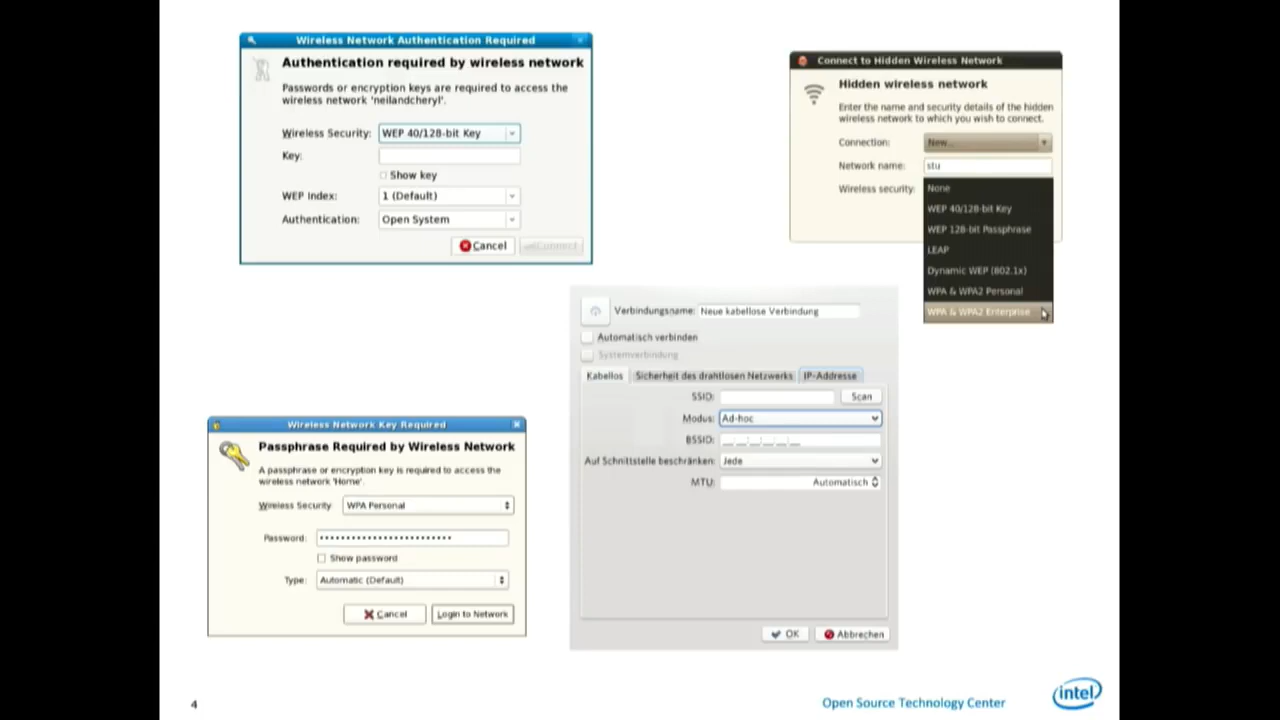 Wireless Network Authentication Required
Authentication required by wireless network
Passwords or encryption keys are required to access the
wireless network 'neilandcheryl'.
Wireless Security: WEP 40/128-bit Key
Key:
Show key
WEP Index: 1 (Default)
Authentication: Open System
Cancel Connect
Connect to Hidden Wireless Network
Hidden wireless network
Enter the name and security details of the hidden
wireless network to which you wish to connect.
Connection: New...
Network name: stu
Wireless security:
None
WEP 40/128-bit Key
WEP 128-bit Passphrase
LEAP
Dynamic WEP (802.1x)
WPA & WPA2 Personal
WPA & WPA2 Enterprise
Verbindungsname: Neue kabellose Verbindung
Automatisch verbinden
Systemverbindung
Kabellos Sicherheit des drahtlosen Netzwerks IP-Addresse
SSID: Scan
Modus: Ad-hoc
BSSID: __:__:__:__:__:__
Auf Schnittstelle beschränken: Jede
MTU: Automatisch
OK Abbrechen
Wireless Network Key Required
Passphrase Required by Wireless Network
A passphrase or encryption key is required to access the
wireless network 'Home'.
Wireless Security WPA Personal
Password: ••••••••••••••••••••••••••
Show password
Type: Automatic (Default)
Cancel Login to Network
4
Open Source Technology Center
intel